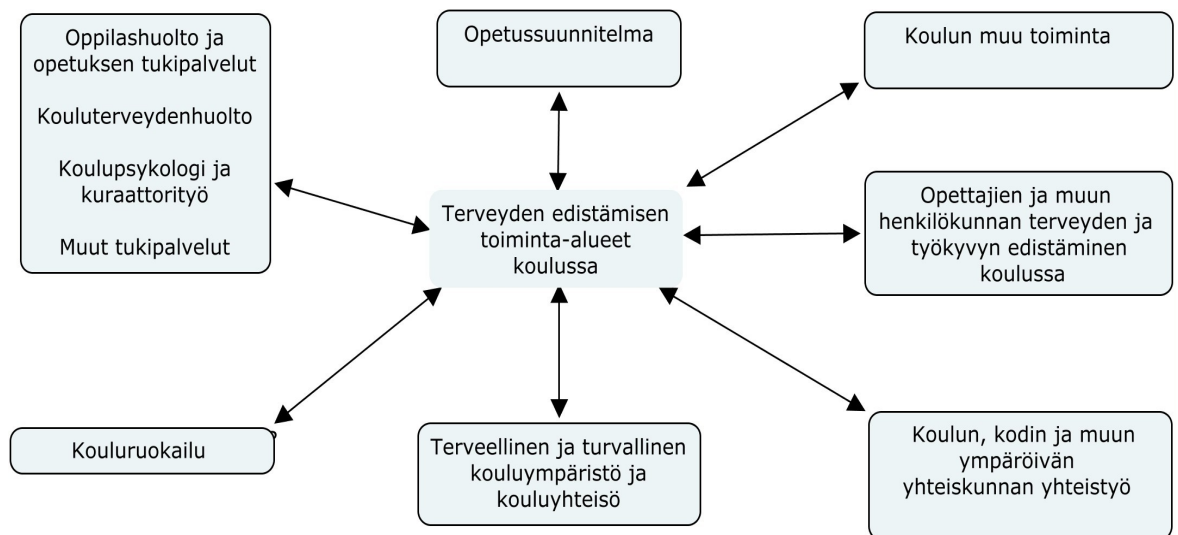 Oppilashuolto ja
opetuksen tukipalvelut
Kouluterveydenhuolto
Koulupsykologi ja
kuraattorityö
Muut tukipalvelut
Opetussuunnitelma
Koulun muu toiminta
Terveyden edistämisen
toiminta-alueet
koulussa
Opettajien ja muun
henkilökunnan terveyden ja
työkyvyn edistäminen
koulussa
Kouluruokailu
Terveellinen ja turvallinen
kouluympäristö ja
kouluyhteisö
Koulun, kodin ja muun
ympäröivän
yhteiskunnan yhteistyö